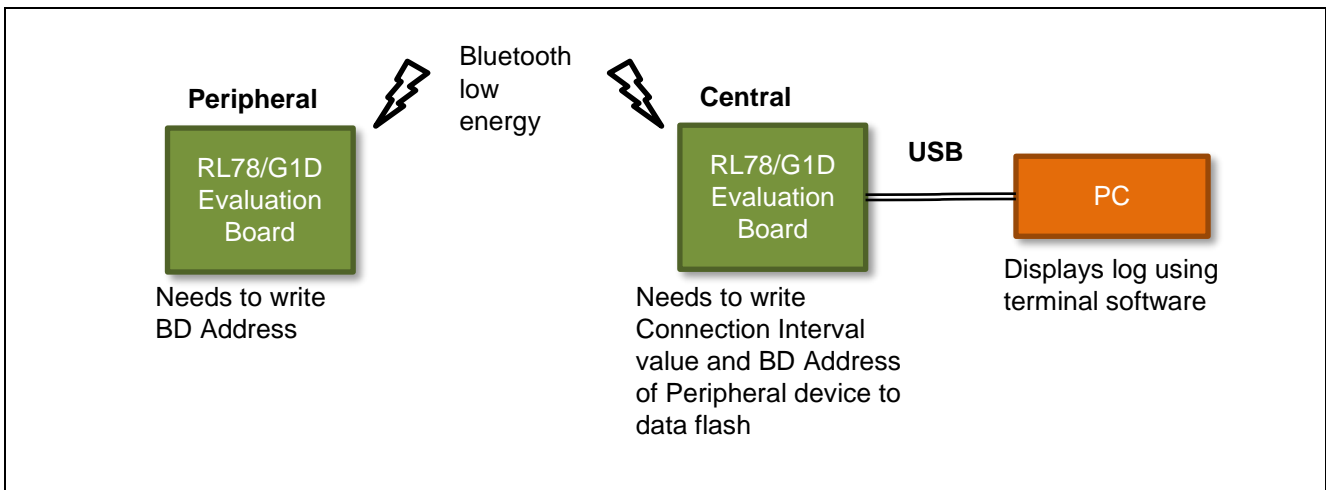 Peripheral
RL78/G1D
Evaluation
Board
Needs to write
BD Address
Bluetooth
low
energy
Central
RL78/G1D
Evaluation
Board
Needs to write
Connection Interval
value and BD Address
of Peripheral device to
data flash
USB
PC
Displays log using
terminal software